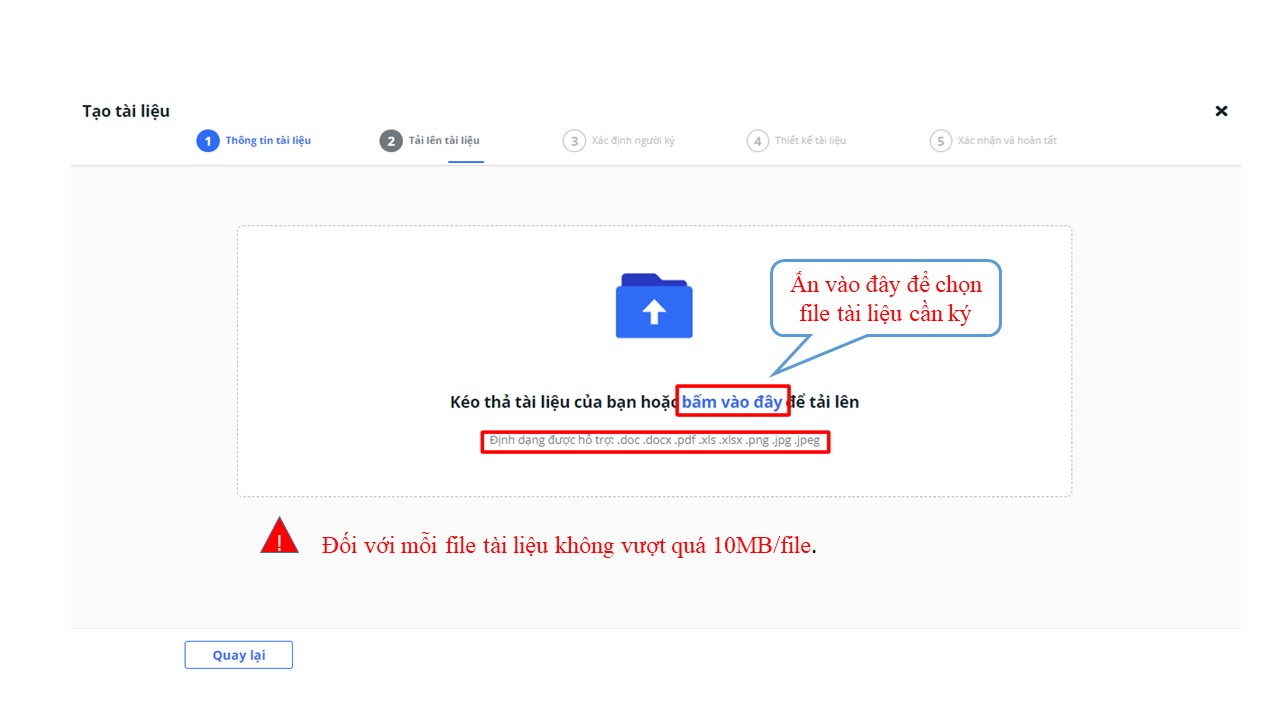 Tạo tài liệu
1 Thông tin tài liệu 2 Tải lên tài liệu 3 Xác định người ký 4 Thiết kế tài liệu 5 Xác nhận và hoàn tất
Ấn vào đây để chọn
file tài liệu cần ký
Kéo thả tài liệu của bạn hoặc bấm vào đây để tải lên
Định dạng được hỗ trợ: .doc .docx .pdf .xls .xlsx .png .jpg .jpeg
! Đối với mỗi file tài liệu không vượt quá 10MB/file.
Quay lại